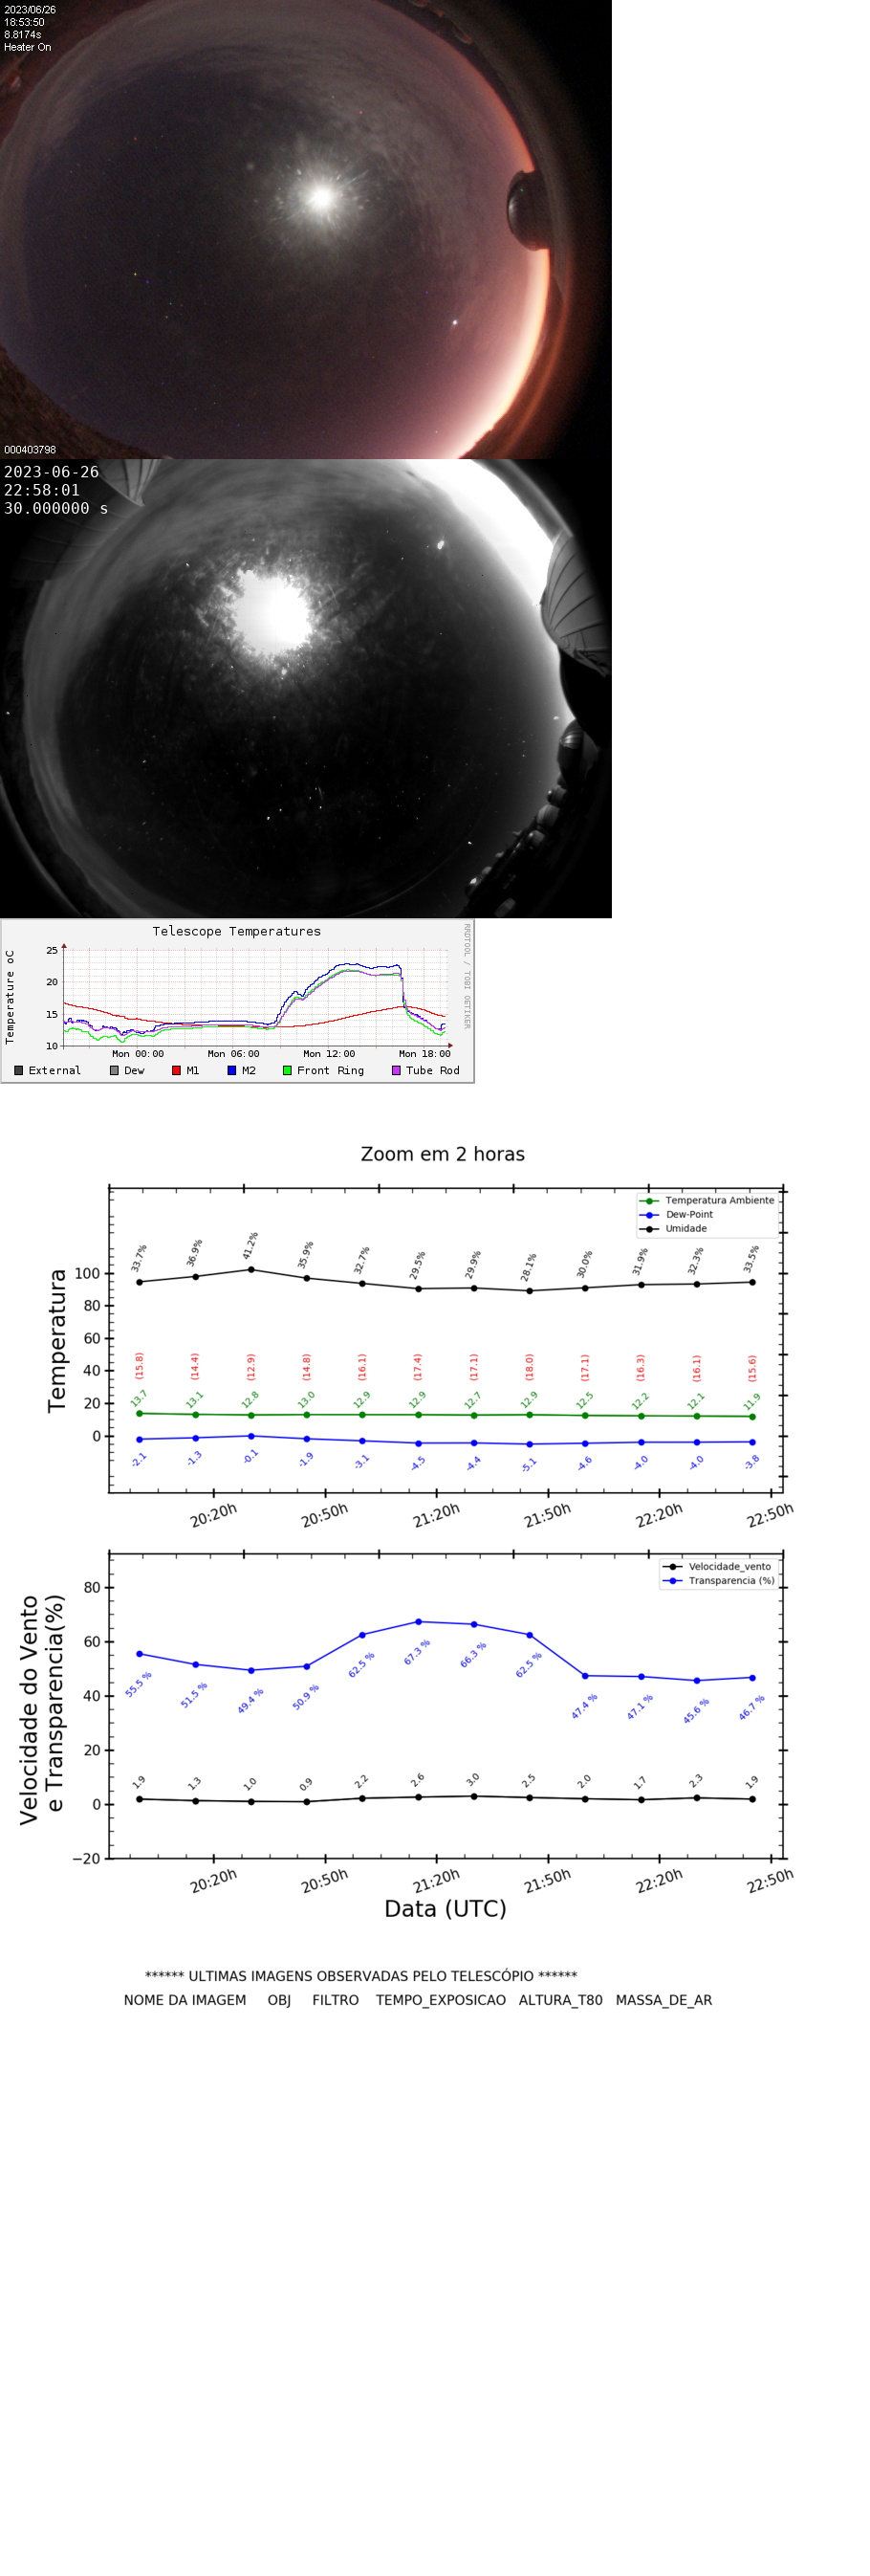 2023/06/26
18:53:50
8.8174s
Heater On
000403798
2023-06-26
22:58:01
30.000000 s
Telescope Temperatures
RRDTOOL / TOBI OETIKER
Temperature oC
25
20
15
10
Mon 00:00 Mon 06:00 Mon 12:00 Mon 18:00
External Dew M1 M2 Front Ring Tube Rod
Zoom em 2 horas
Temperatura Ambiente
Dew-Point
Umidade
Temperatura
100
80
60
40
20
0
33.7% 36.9% 41.2% 35.9% 32.7% 29.5% 29.9% 28.1% 30.0% 31.9% 32.3% 33.5%
(15.8) (14.4) (12.9) (14.8) (16.1) (17.4) (17.1) (18.0) (17.1) (16.3) (16.1) (15.6)
13.7 13.1 12.8 13.0 12.9 12.9 12.7 12.9 12.5 12.2 12.1 11.9
-2.1 -1.3 -0.1 -1.9 -3.1 -4.5 -4.4 -5.1 -4.6 -4.0 -4.0 -3.8
20:20h 20:50h 21:20h 21:50h 22:20h 22:50h
Velocidade_vento
Transparencia (%)
Velocidade do Vento
e Transparencia(%)
80
60
40
20
0
−20
55.5 % 51.5 % 49.4 % 50.9 % 62.5 % 67.3 % 66.3 % 62.5 % 47.4 % 47.1 % 45.6 % 46.7 %
1.9 1.3 1.0 0.9 2.2 2.6 3.0 2.5 2.0 1.7 2.3 1.9
20:20h 20:50h 21:20h 21:50h 22:20h 22:50h
Data (UTC)
****** ULTIMAS IMAGENS OBSERVADAS PELO TELESCÓPIO ******
NOME DA IMAGEM OBJ FILTRO TEMPO_EXPOSICAO ALTURA_T80 MASSA_DE_AR